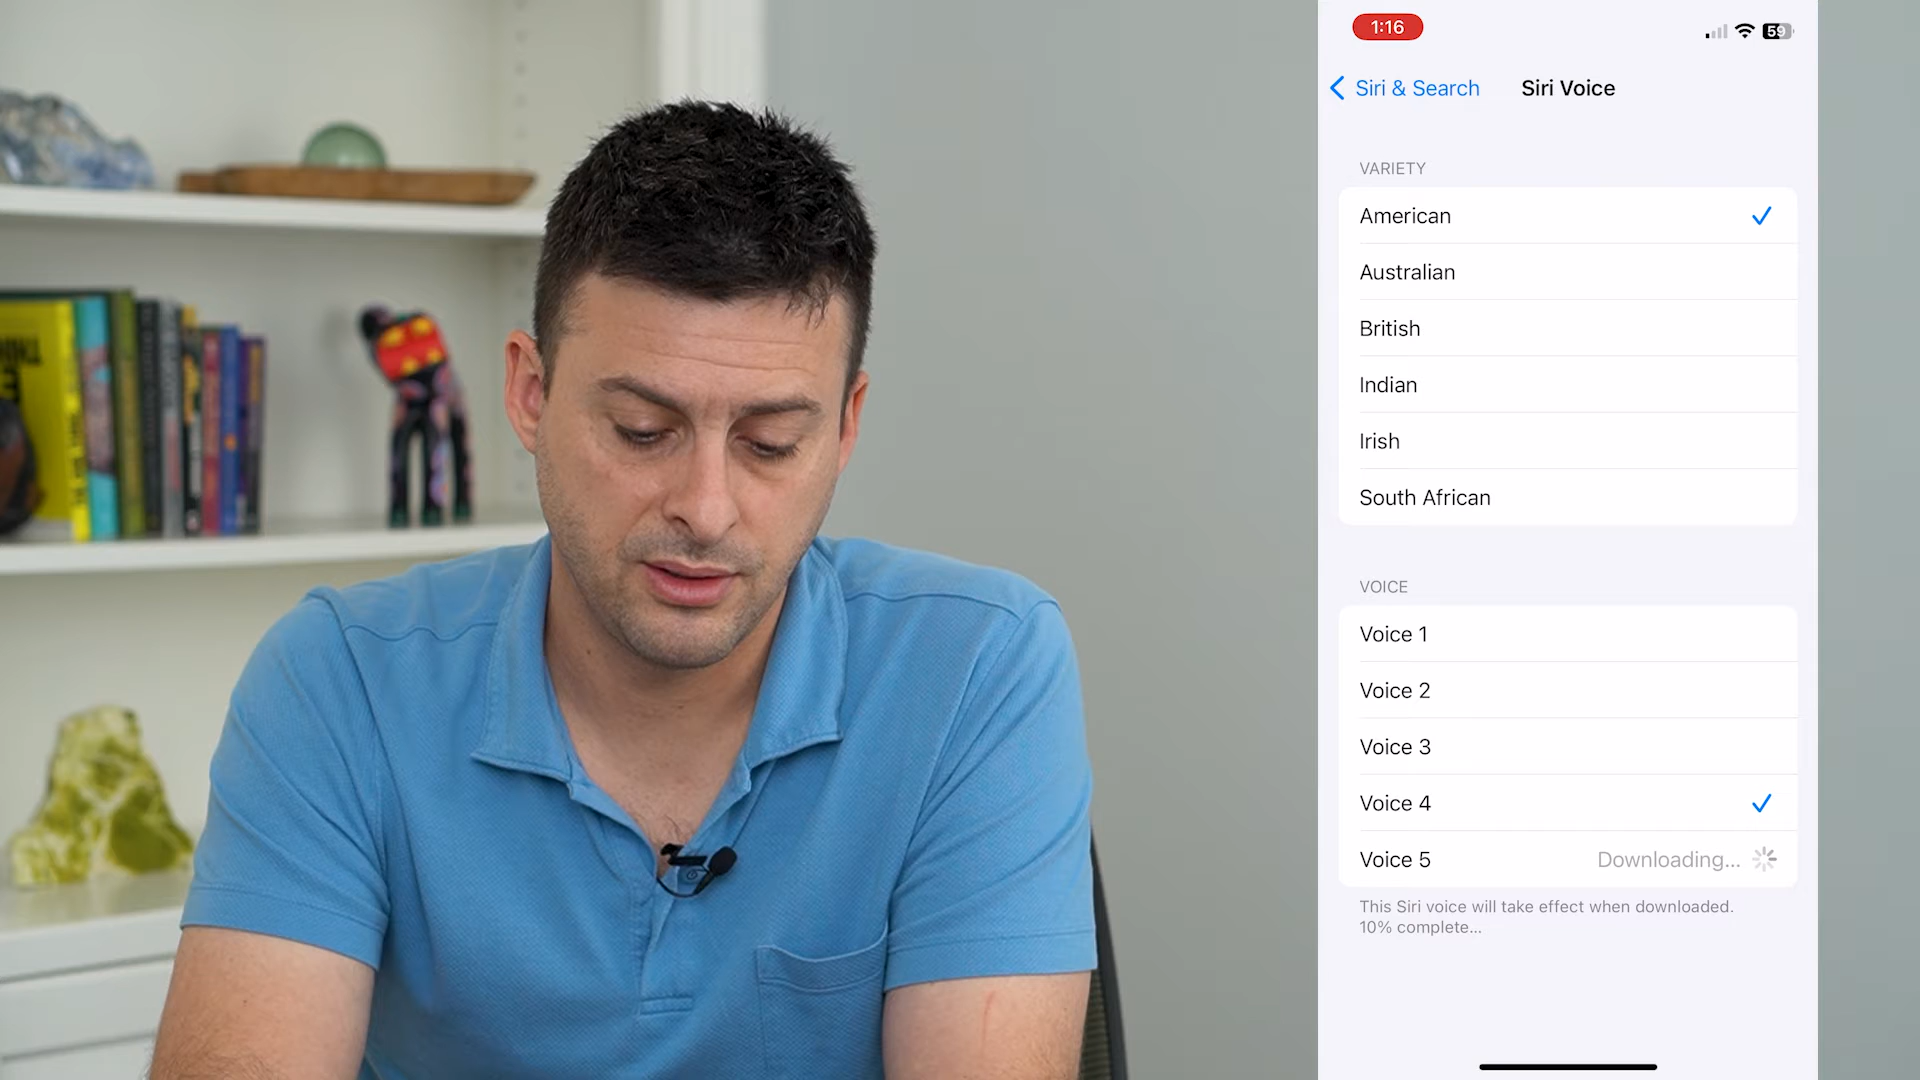 1:16
59
Siri & Search
Siri Voice
VARIETY
American
Australian
British
Indian
Irish
South African
VOICE
Voice 1
Voice 2
Voice 3
Voice 4
Voice 5 Downloading...
This Siri voice will take effect when downloaded.
10% complete...